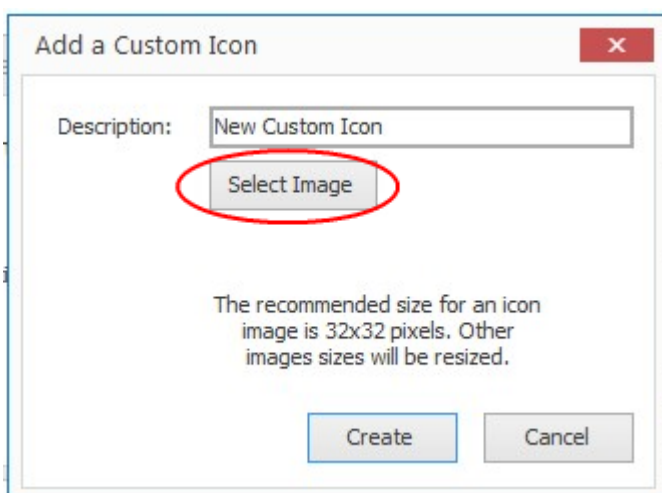 Add a Custom Icon
Description:
New Custom Icon
Select Image
The recommended size for an icon
image is 32x32 pixels. Other
images sizes will be resized.
Create
Cancel